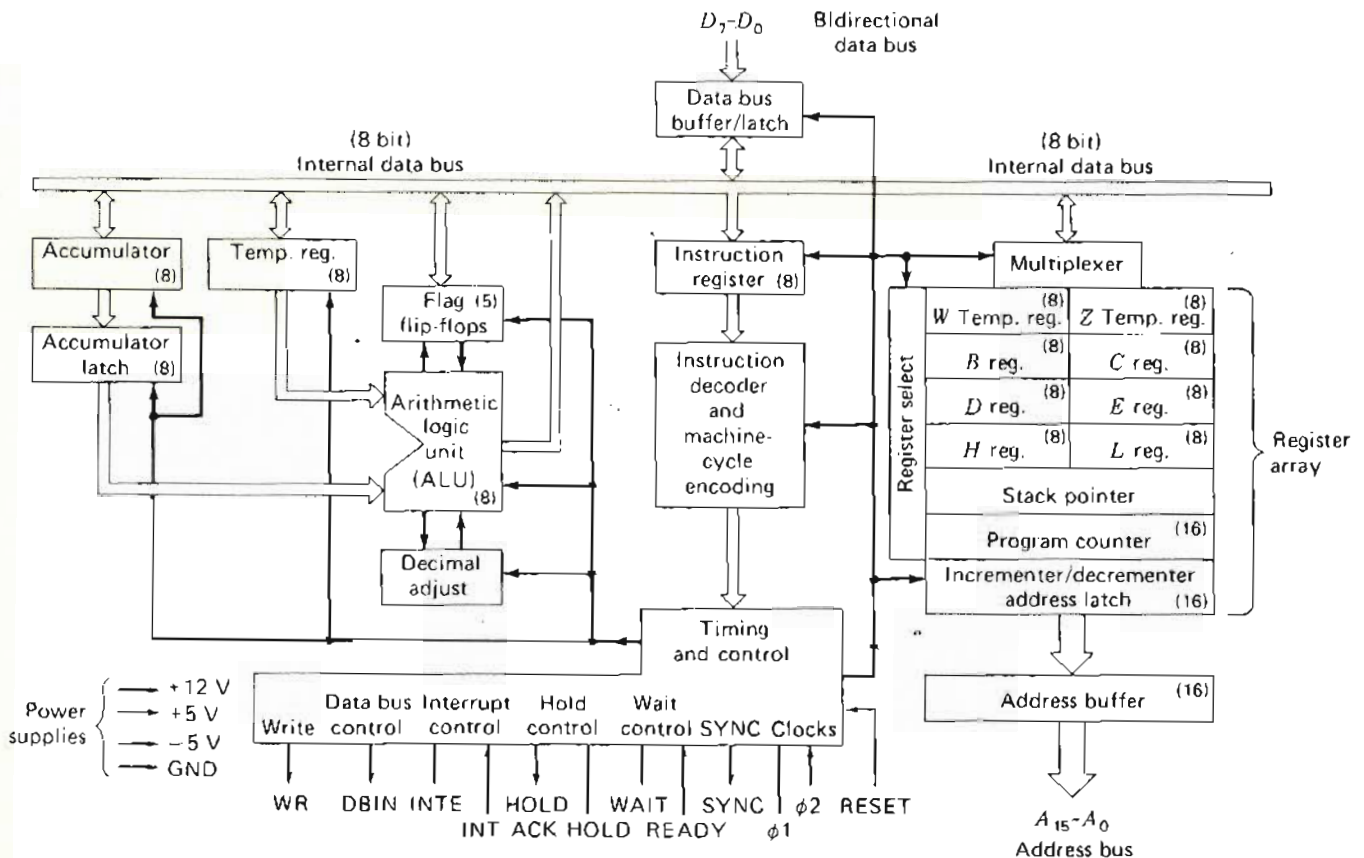 D₇-D₀
Bidirectional
data bus
Data bus
buffer/latch
(8 bit)
Internal data bus
(8 bit)
Internal data bus
Accumulator
(8)
Temp. reg.
(8)
Flag (5)
flip-flops
Instruction
register (8)
Multiplexer
Accumulator
latch (8)
Arithmetic
logic
unit
(ALU)
(8)
Decimal
adjust
Instruction
decoder
and
machine-
cycle
encoding
Register select
W Temp. reg. (8)
Z Temp. reg. (8)
B reg. (8)
C reg. (8)
D reg. (8)
E reg. (8)
H reg. (8)
L reg. (8)
Stack pointer
Program counter (16)
Incrementer/decrementer
address latch (16)
Register
array
Timing
and control
Power
supplies
+12 V
+5 V
−5 V
GND
Write
Data bus
control
Interrupt
control
Hold
control
Wait
control
SYNC
Clocks
WR
DBIN
INTE
INT
ACK
HOLD
HOLD
WAIT
READY
SYNC
ϕ1
ϕ2
RESET
Address buffer (16)
A₁₅-A₀
Address bus